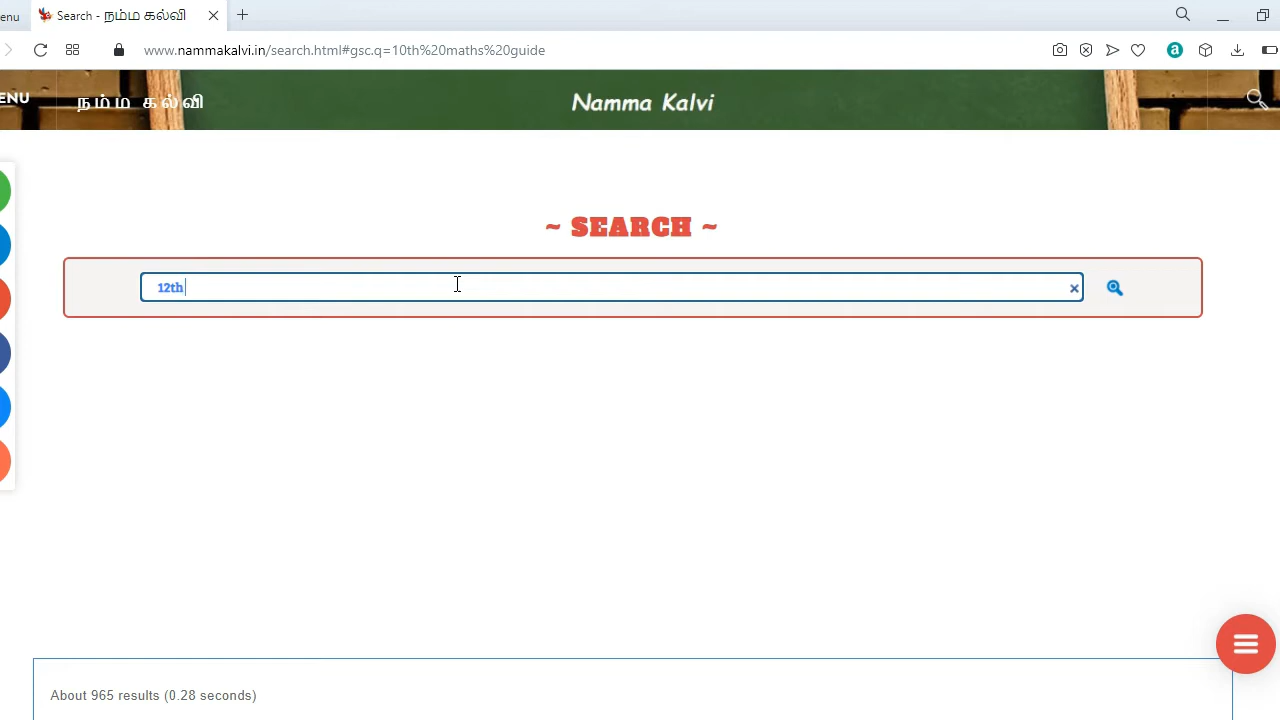 enu
Search - நம்ம கல்வி
www.nammakalvi.in/search.html#gsc.q=10th%20maths%20guide
a
ENU
நம்ம கல்வி
Namma Kalvi
~ SEARCH ~
12th
About 965 results (0.28 seconds)